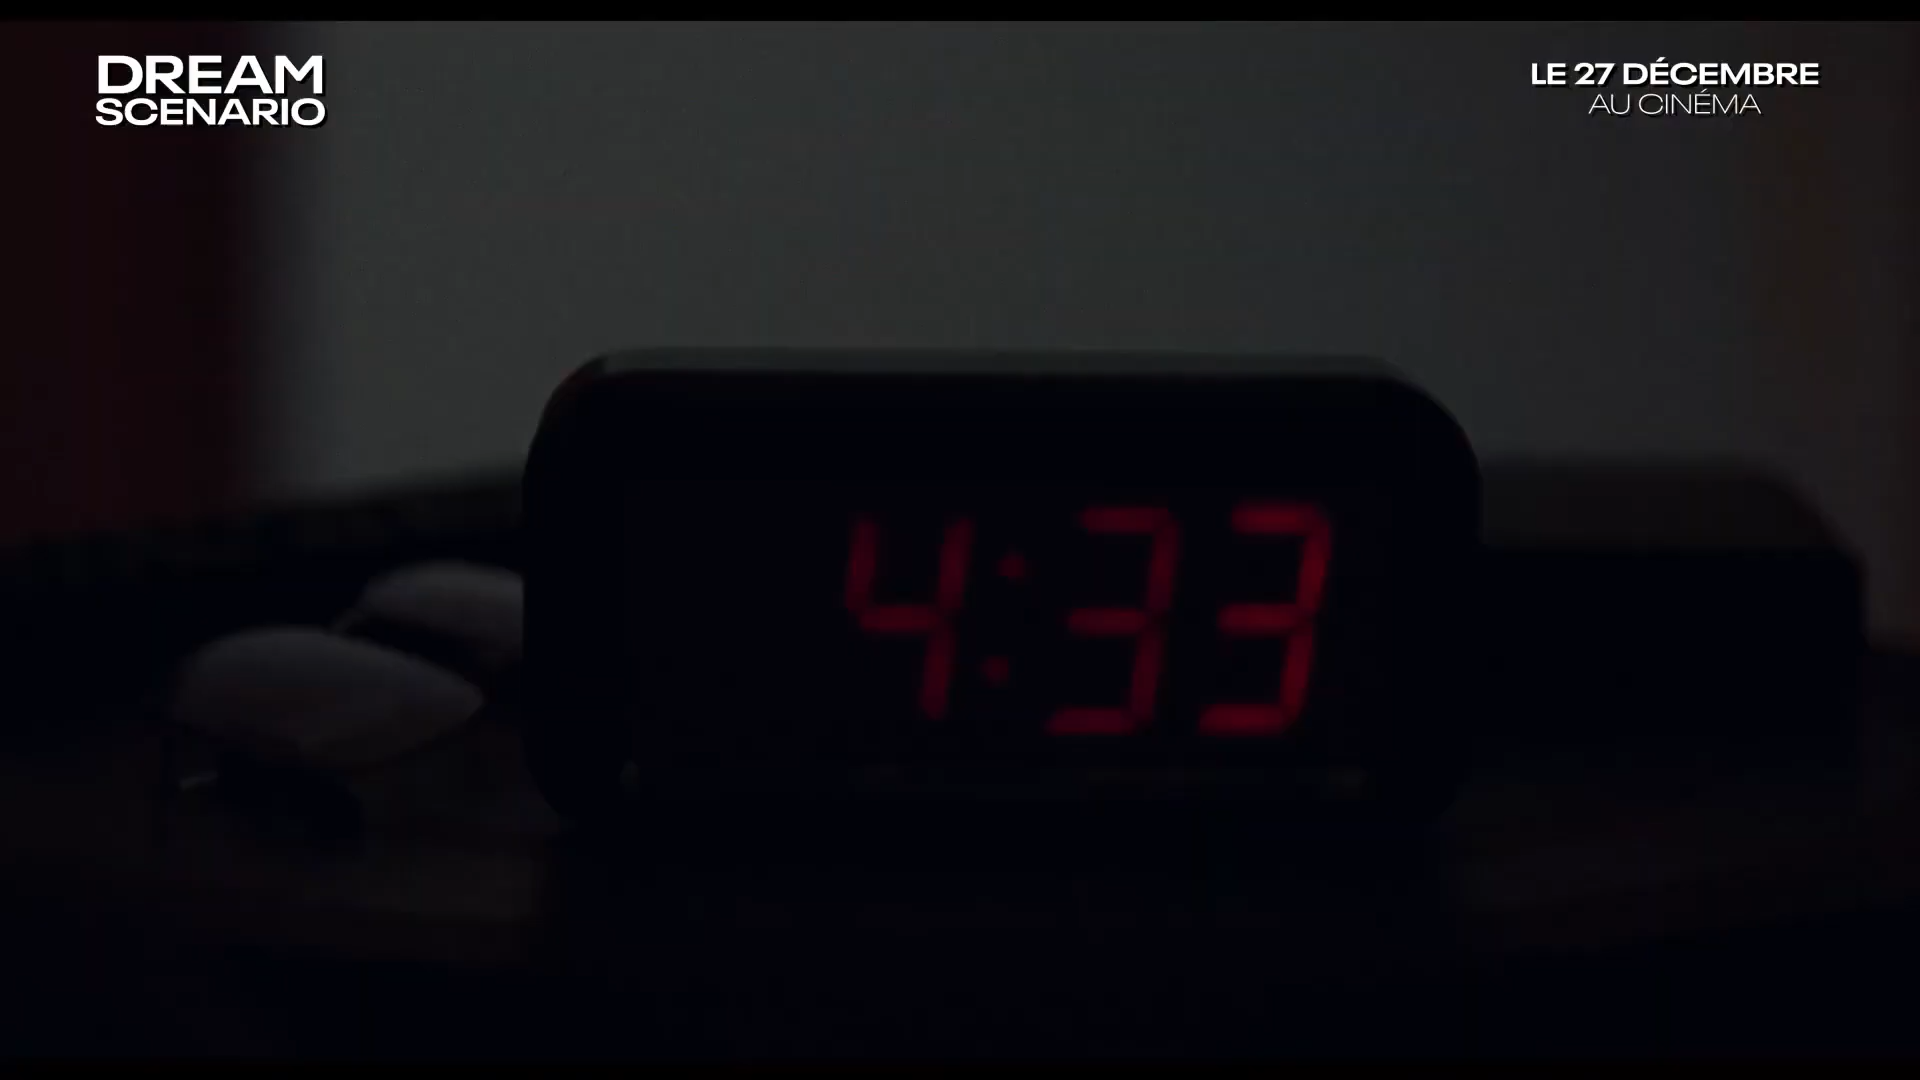 DREAM
SCENARIO
LE 27 DÉCEMBRE
AU CINÉMA
4:33